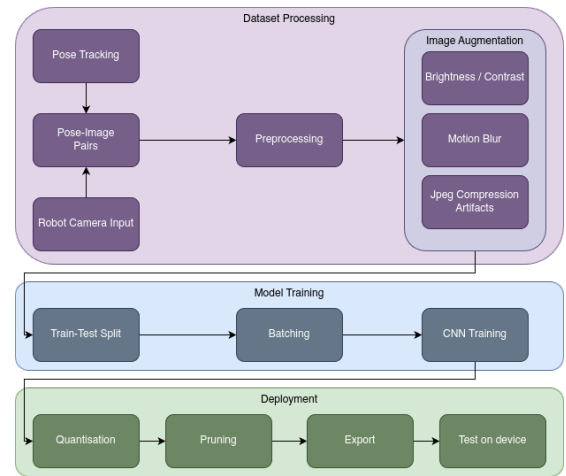 Dataset Processing
Pose Tracking
Pose-Image
Pairs
Robot Camera Input
Preprocessing
Image Augmentation
Brightness / Contrast
Motion Blur
Jpeg Compression
Artifacts
Model Training
Train-Test Split
Batching
CNN Training
Deployment
Quantisation
Pruning
Export
Test on device